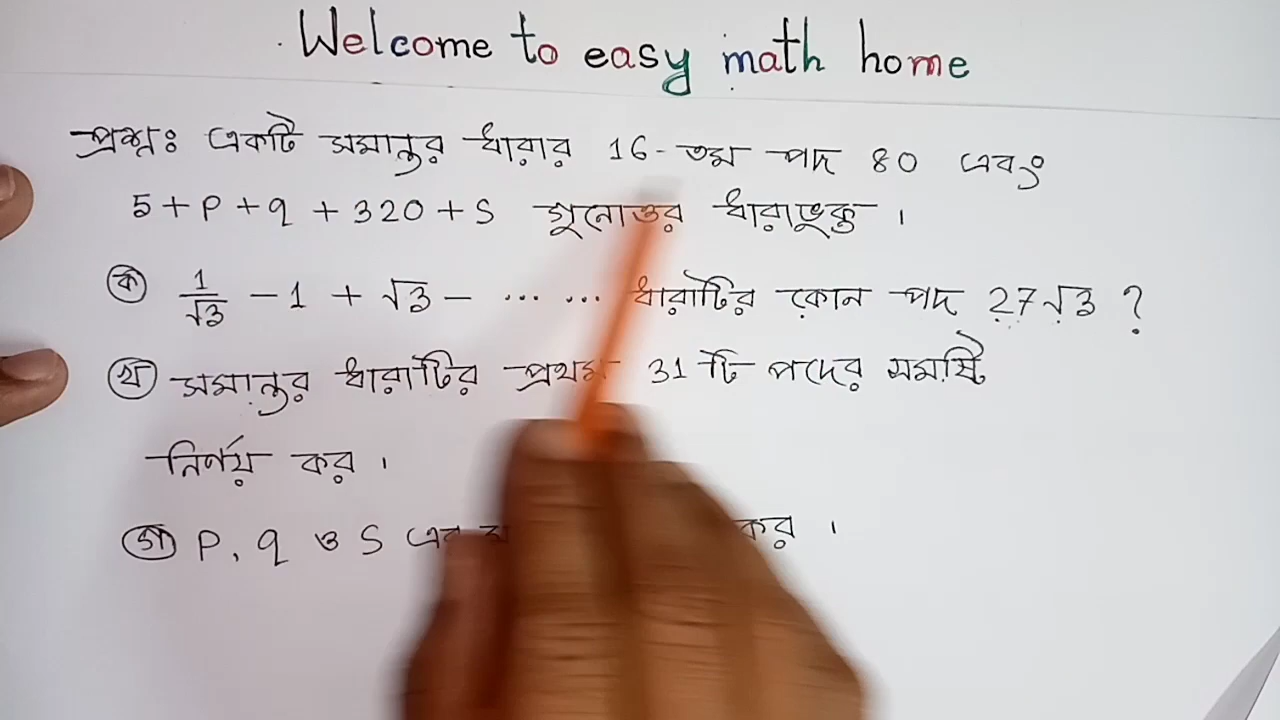 Welcome to easy math home
প্রশ্নঃ একটি সমান্তর ধারার 16-তম পদ 80 এবং
5 + p + q + 320 + S গুনোত্তর ধারাভুক্ত ।
ক 1/√3 - 1 + √3 - ... ... ধারাটির কোন পদ 27√3 ?
খ সমান্তর ধারাটির প্রথম 31 টি পদের সমষ্টি
নির্ণয় কর ।
গ P, q ও S এর কর ।